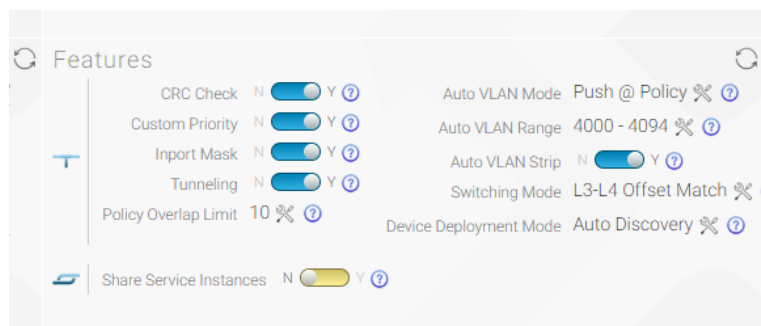 Features
CRC Check N Y ?
Custom Priority N Y ?
Inport Mask N Y ?
Tunneling N Y ?
Policy Overlap Limit 10 ?
Auto VLAN Mode Push @ Policy ?
Auto VLAN Range 4000 - 4094 ?
Auto VLAN Strip N Y ?
Switching Mode L3-L4 Offset Match
Device Deployment Mode Auto Discovery ?
Share Service Instances N Y ?